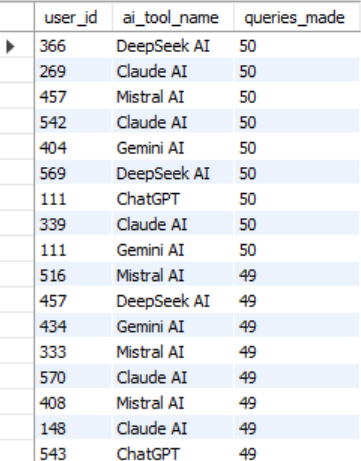 user_id ai_tool_name queries_made
366 DeepSeek AI 50
269 Claude AI 50
457 Mistral AI 50
542 Claude AI 50
404 Gemini AI 50
569 DeepSeek AI 50
111 ChatGPT 50
339 Claude AI 50
111 Gemini AI 50
516 Mistral AI 49
457 DeepSeek AI 49
434 Gemini AI 49
333 Mistral AI 49
570 Claude AI 49
408 Mistral AI 49
148 Claude AI 49
543 ChatGPT 49